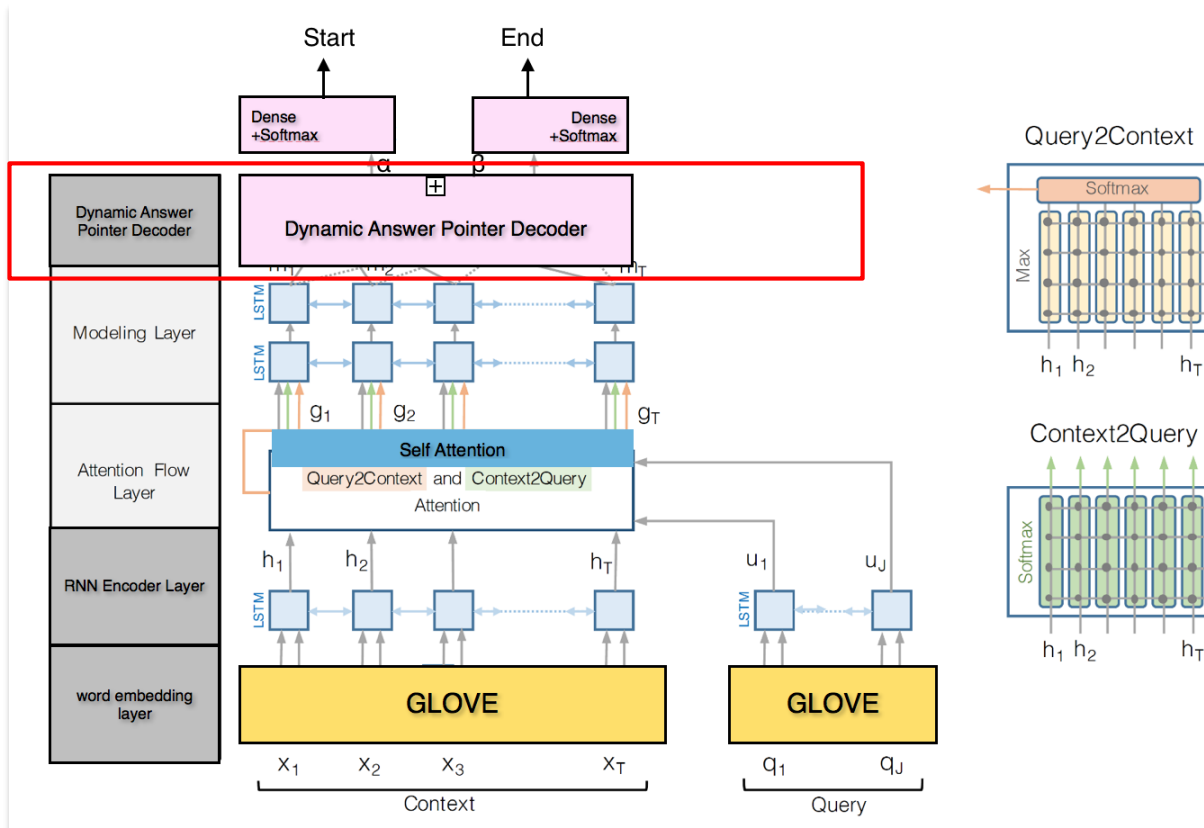 Start
End
Dense
+Softmax
Dense
+Softmax
α
β
Dynamic Answer
Pointer Decoder
Dynamic Answer Pointer Decoder
m2
mT
LSTM
Modeling Layer
LSTM
g1
g2
gT
Self Attention
Query2Context and Context2Query
Attention
Attention Flow
Layer
h1
h2
hT
u1
uJ
RNN Encoder Layer
LSTM
LSTM
word embedding
layer
GLOVE
GLOVE
x1
x2
x3
xT
q1
qJ
Context
Query
Query2Context
Softmax
Max
h1
h2
hT
Context2Query
Softmax
h1
h2
hT